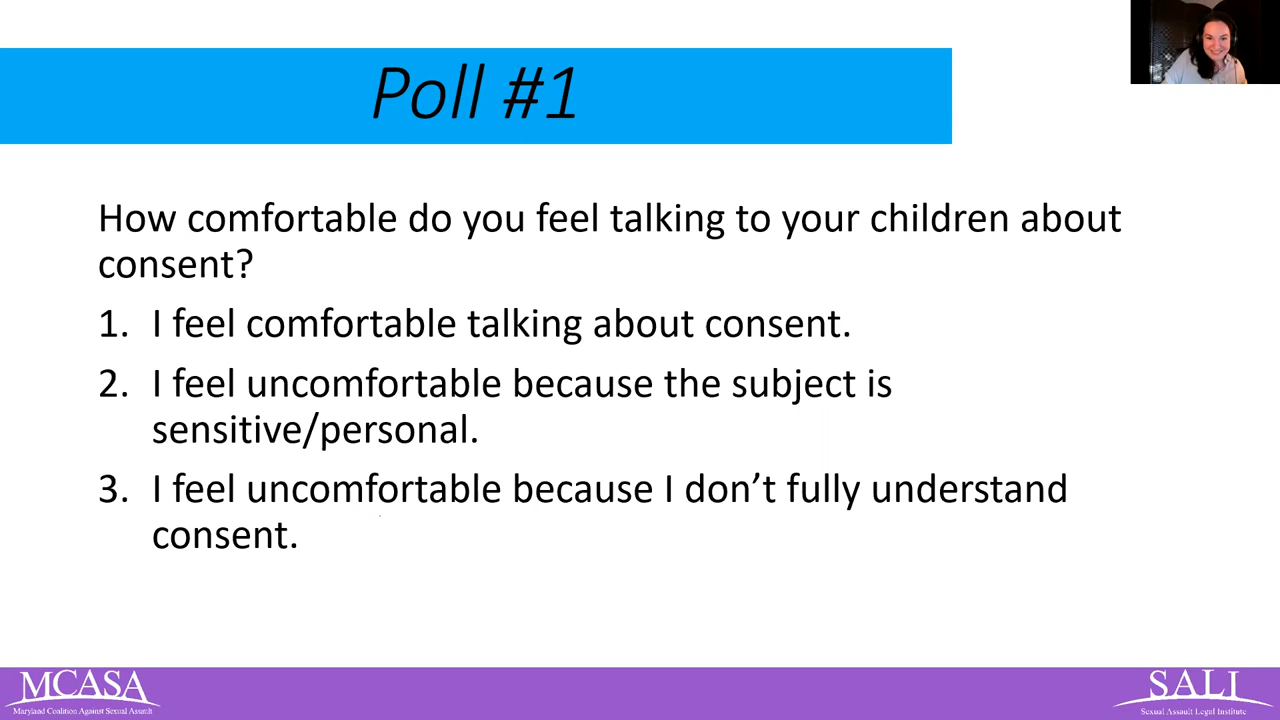 Poll #1
How comfortable do you feel talking to your children about
consent?
1. I feel comfortable talking about consent.
2. I feel uncomfortable because the subject is
sensitive/personal.
3. I feel uncomfortable because I don’t fully understand
consent.
MCASA
Maryland Coalition Against Sexual Assault
SALI
Sexual Assault Legal Institute